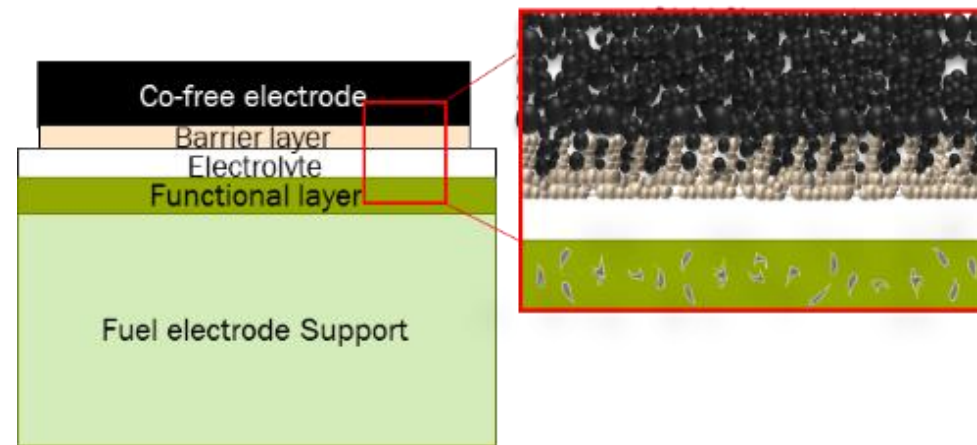 Co-free electrode
Barrier layer
Electrolyte
Functional layer
Fuel electrode Support